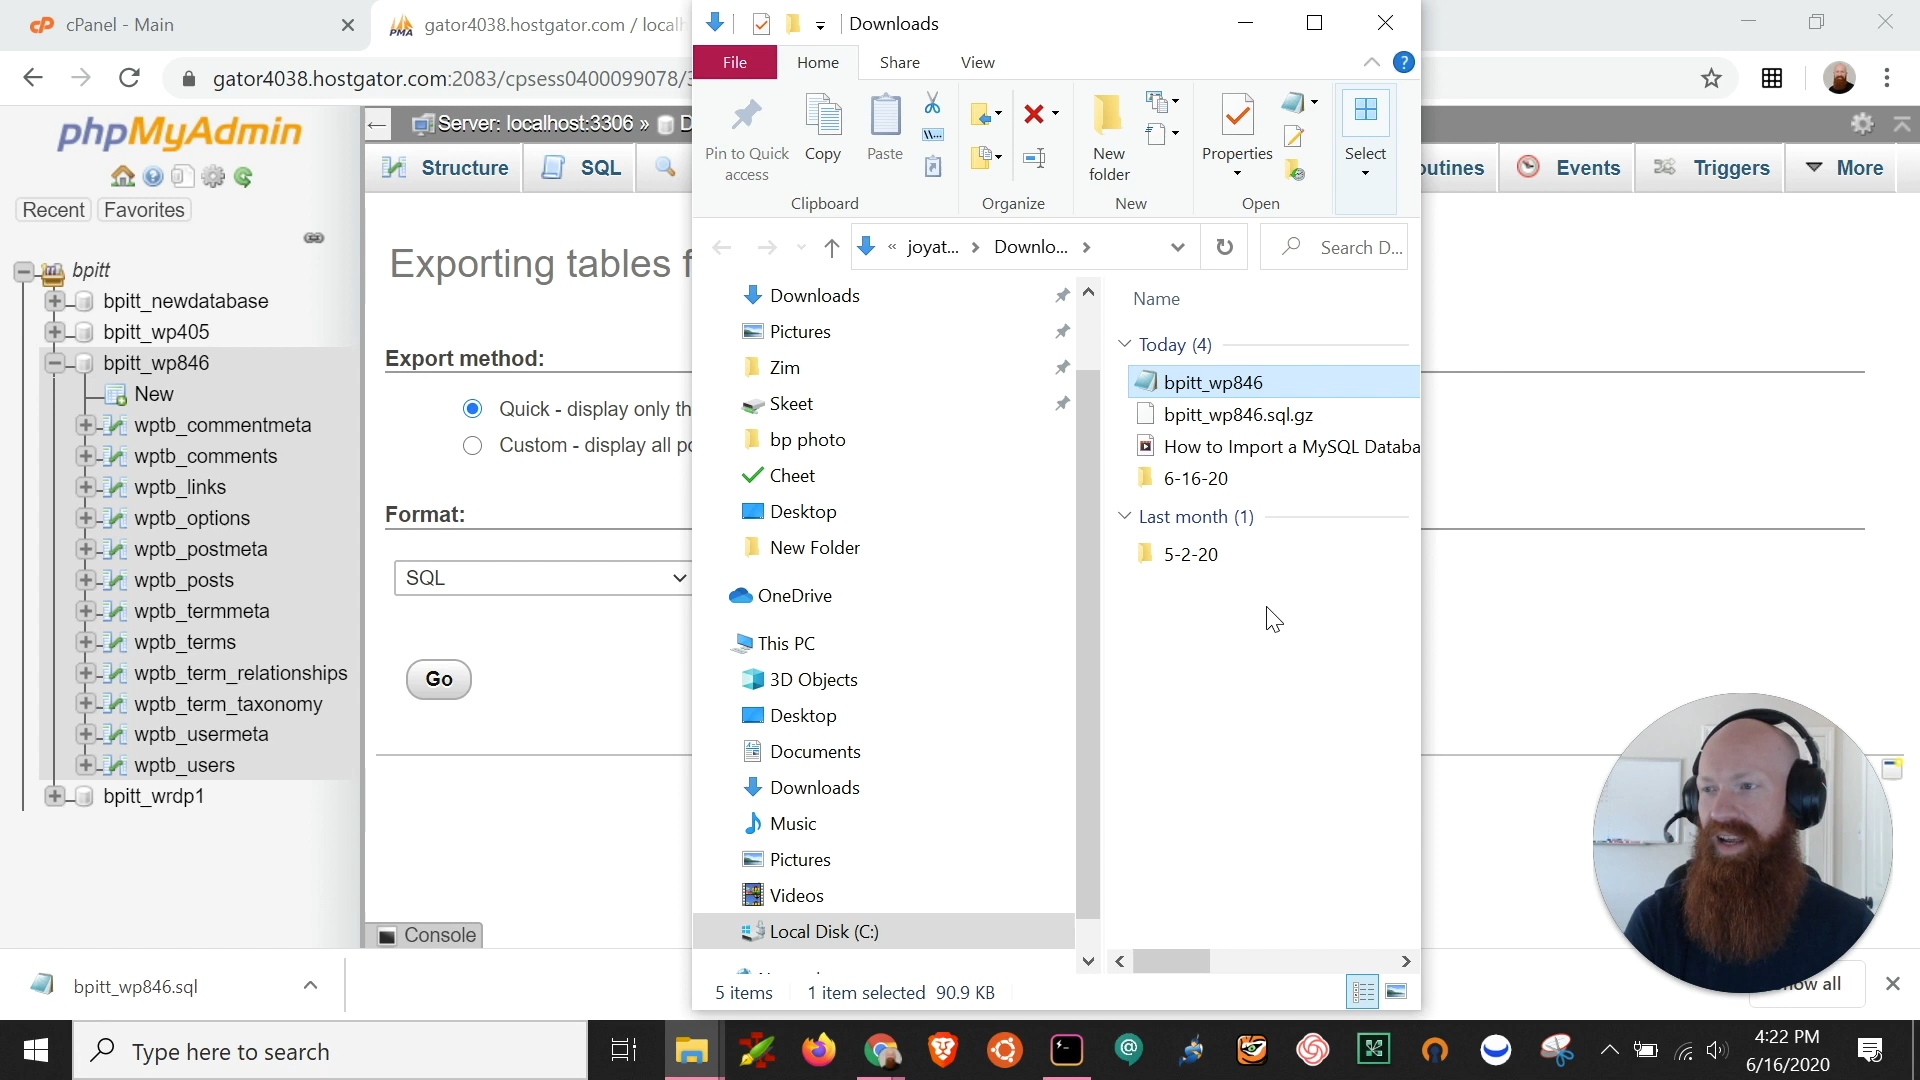 cPanel - Main
gator4038.hostgator.com / localh
Downloads
gator4038.hostgator.com:2083/cpsess0400099078/3
File
Home
Share
View
Pin to Quick access
Copy
Paste
New folder
Properties
Select
Clipboard
Organize
New
Open
phpMyAdmin
Recent
Favorites
Server: localhost:3306 »
D
Structure
SQL
outines
Events
Triggers
More
bpitt
bpitt_newdatabase
bpitt_wp405
bpitt_wp846
New
wptb_commentmeta
wptb_comments
wptb_links
wptb_options
wptb_postmeta
wptb_posts
wptb_termmeta
wptb_terms
wptb_term_relationships
wptb_term_taxonomy
wptb_usermeta
wptb_users
bpitt_wrdp1
Exporting tables f
Export method:
Quick - display only th
Custom - display all po
Format:
SQL
Go
Console
« joyat... > Downlo... >
Search D...
Downloads
Pictures
Zim
Skeet
bp photo
Cheet
Desktop
New Folder
OneDrive
This PC
3D Objects
Desktop
Documents
Downloads
Music
Pictures
Videos
Local Disk (C:)
Name
Today (4)
bpitt_wp846
bpitt_wp846.sql.gz
How to Import a MySQL Databa
6-16-20
Last month (1)
5-2-20
5 items
1 item selected 90.9 KB
bpitt_wp846.sql
how all
Type here to search
4:22 PM
6/16/2020